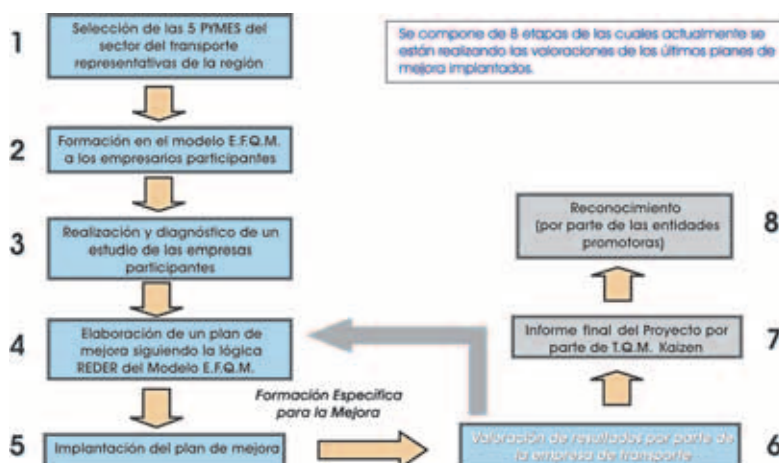 1
Selección de las 5 PYMES del
sector del transporte
representativas de la región
Se compone de 8 etapas de las cuales actualmente se
están realizando las valoraciones de los últimos planes de
mejora implantados.
2
Formación en el modelo E.F.Q.M.
a los empresarios participantes
3
Realización y diagnóstico de un
estudio de las empresas
participantes
4
Elaboración de un plan de
mejora siguiendo la lógica
REDER del Modelo E.F.Q.M.
5
Implantación del plan de mejora
Formación Específica
para la Mejora
Valoración de resultados por parte de
la empresa de transporte
6
Informe final del Proyecto por
parte de T.Q.M. Kaizen
7
Reconocimiento
(por parte de las entidades
promotoras)
8